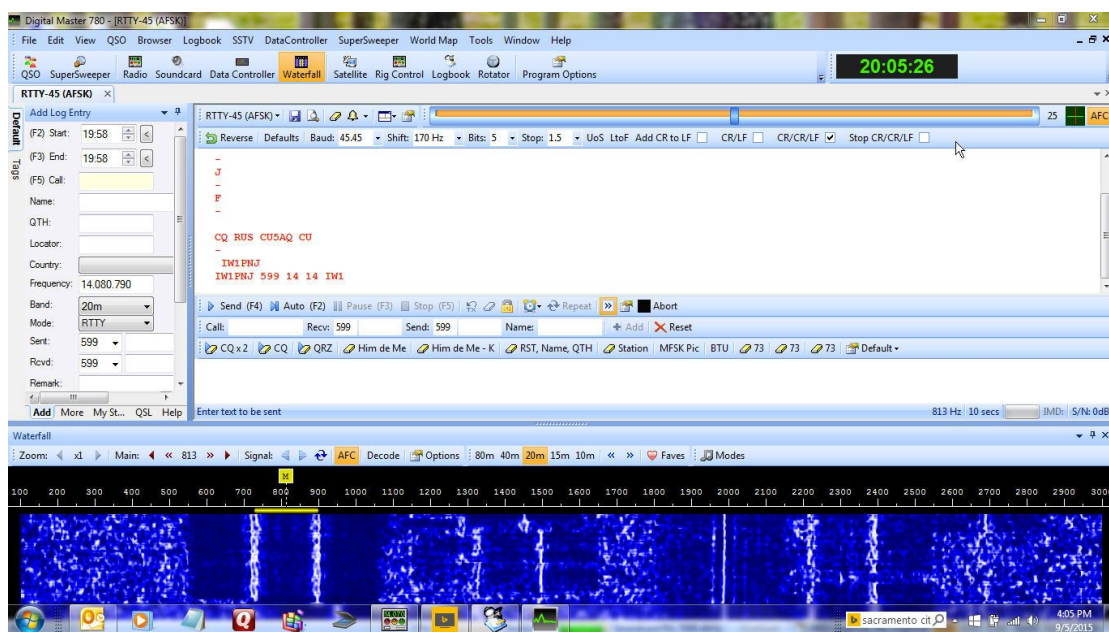 Digital Master 780 - [RTTY-45 (AFSK)]
File Edit View QSO Browser Logbook SSTV DataController SuperSweeper World Map Tools Window Help
QSO SuperSweeper Radio Soundcard Data Controller Waterfall Satellite Rig Control Logbook Rotator Program Options
20:05:26
RTTY-45 (AFSK)
Default
Tags
Add Log Entry
(F2) Start: 19:58 <
(F3) End: 19:58 <
(F5) Call:
Name:
QTH:
Locator:
Country:
Frequency: 14.080.790
Band: 20m
Mode: RTTY
Sent: 599
Rcvd: 599
Remark:
Add More My St... QSL Help
RTTY-45 (AFSK) 25 AFC
Reverse Defaults Baud: 45.45 Shift: 170 Hz Bits: 5 Stop: 1.5 UoS LtoF Add CR to LF CR/LF CR/CR/LF Stop CR/CR/LF
-
J
-
F
-
CQ RUS CU5AQ CU
-
IW1PNJ
IW1PNJ 599 14 14 IW1
Send (F4) Auto (F2) Pause (F3) Stop (F5) Repeat Abort
Call: Recv: 599 Send: 599 Name: Add Reset
CQ x 2 CQ QRZ Him de Me Him de Me - K RST, Name, QTH Station MFSK Pic BTU 73 73 73 Default
Enter text to be sent 813 Hz 10 secs IMD: S/N: 0dB
Waterfall
Zoom: x1 Main: 813 Signal: AFC Decode Options 80m 40m 20m 15m 10m Faves Modes
M
100 200 300 400 500 600 700 800 900 1000 1100 1200 1300 1400 1500 1600 1700 1800 1900 2000 2100 2200 2300 2400 2500 2600 2700 2800 2900 300
sacramento cit
4:05 PM
9/5/2015